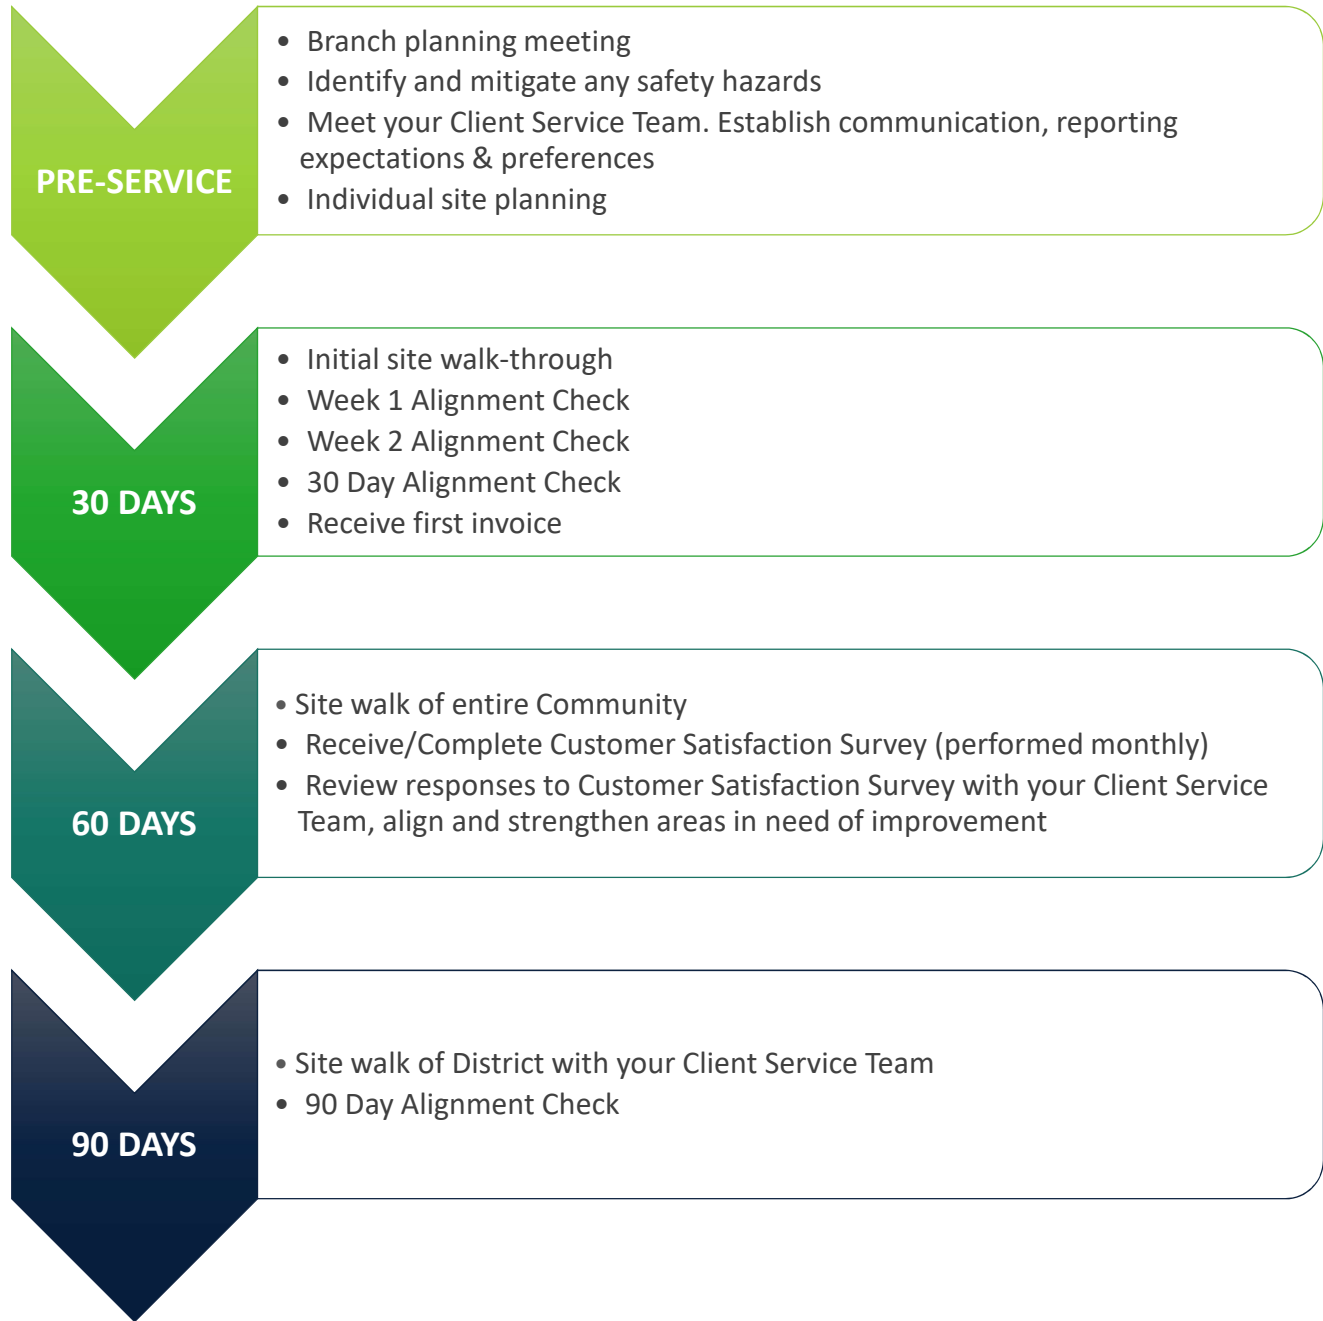 PRE-SERVICE
• Branch planning meeting
• Identify and mitigate any safety hazards
• Meet your Client Service Team. Establish communication, reporting
expectations & preferences
• Individual site planning
30 DAYS
• Initial site walk-through
• Week 1 Alignment Check
• Week 2 Alignment Check
• 30 Day Alignment Check
• Receive first invoice
60 DAYS
• Site walk of entire Community
• Receive/Complete Customer Satisfaction Survey (performed monthly)
• Review responses to Customer Satisfaction Survey with your Client Service
Team, align and strengthen areas in need of improvement
90 DAYS
• Site walk of District with your Client Service Team
• 90 Day Alignment Check